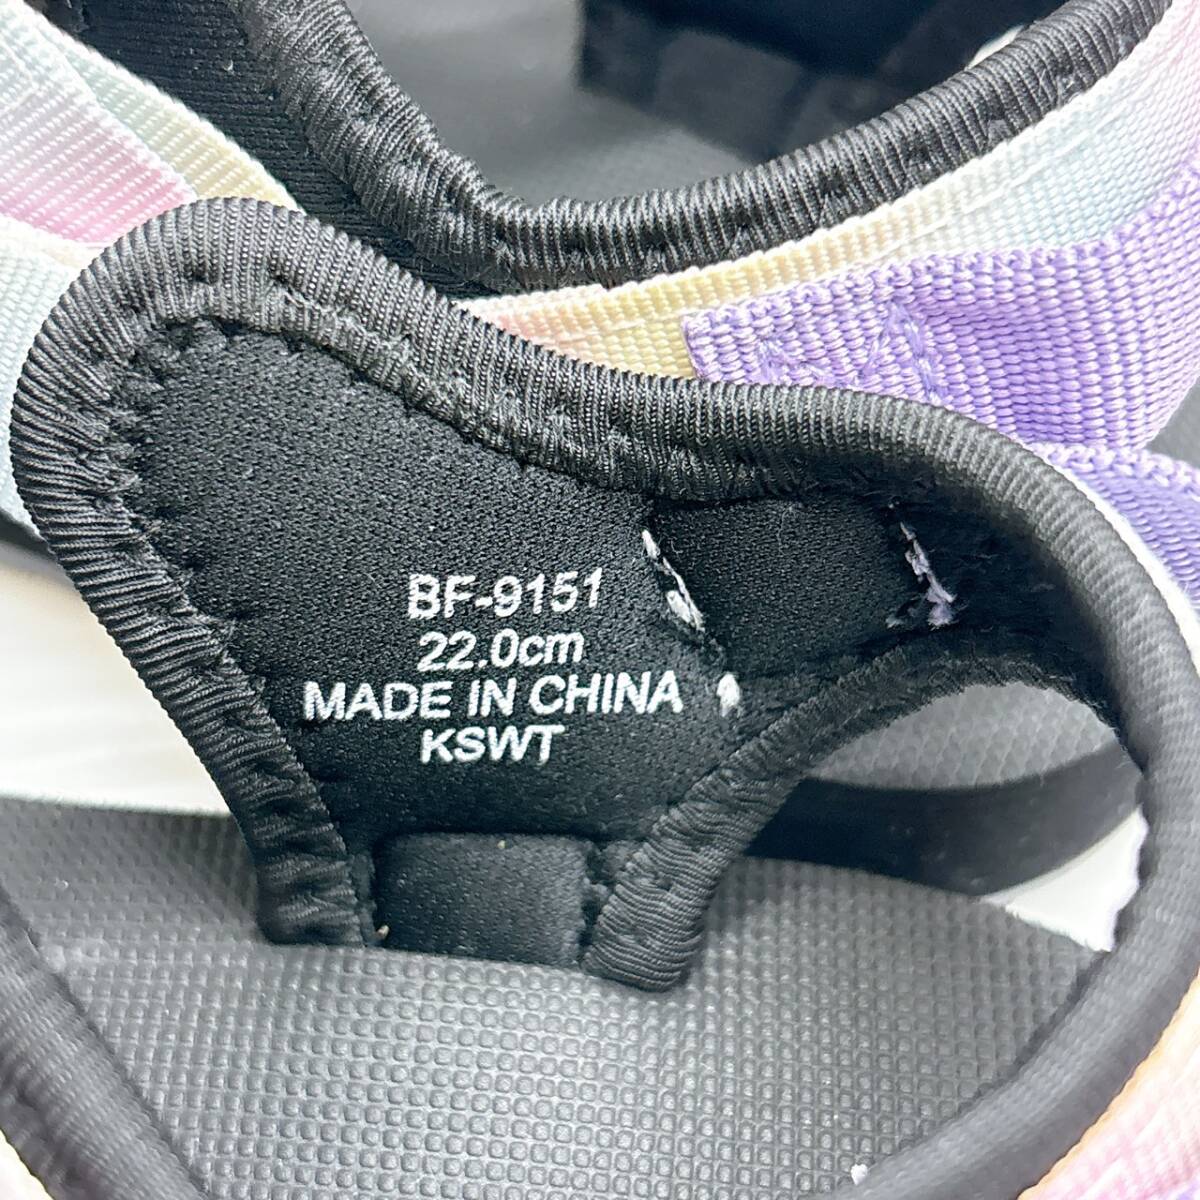 BF-9151
22.0cm
MADE IN CHINA
KSWT